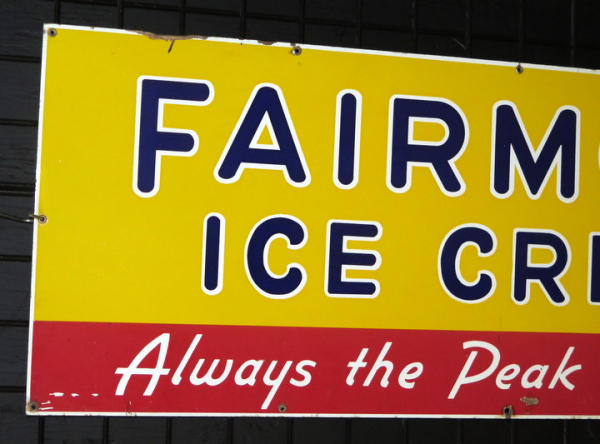 FAIRM
ICE CR
Always the Peak